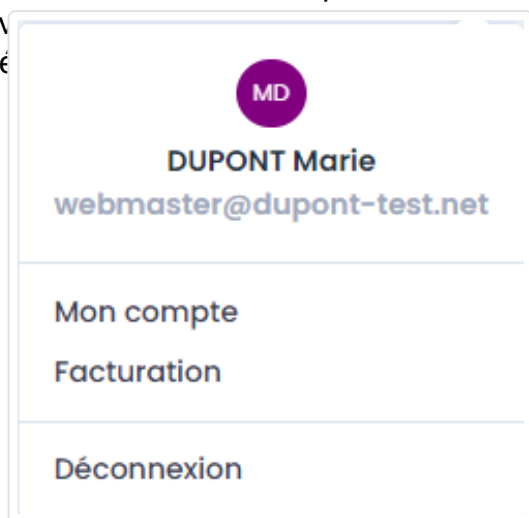 MD
DUPONT Marie
webmaster@dupont-test.net
Mon compte
Facturation
Déconnexion